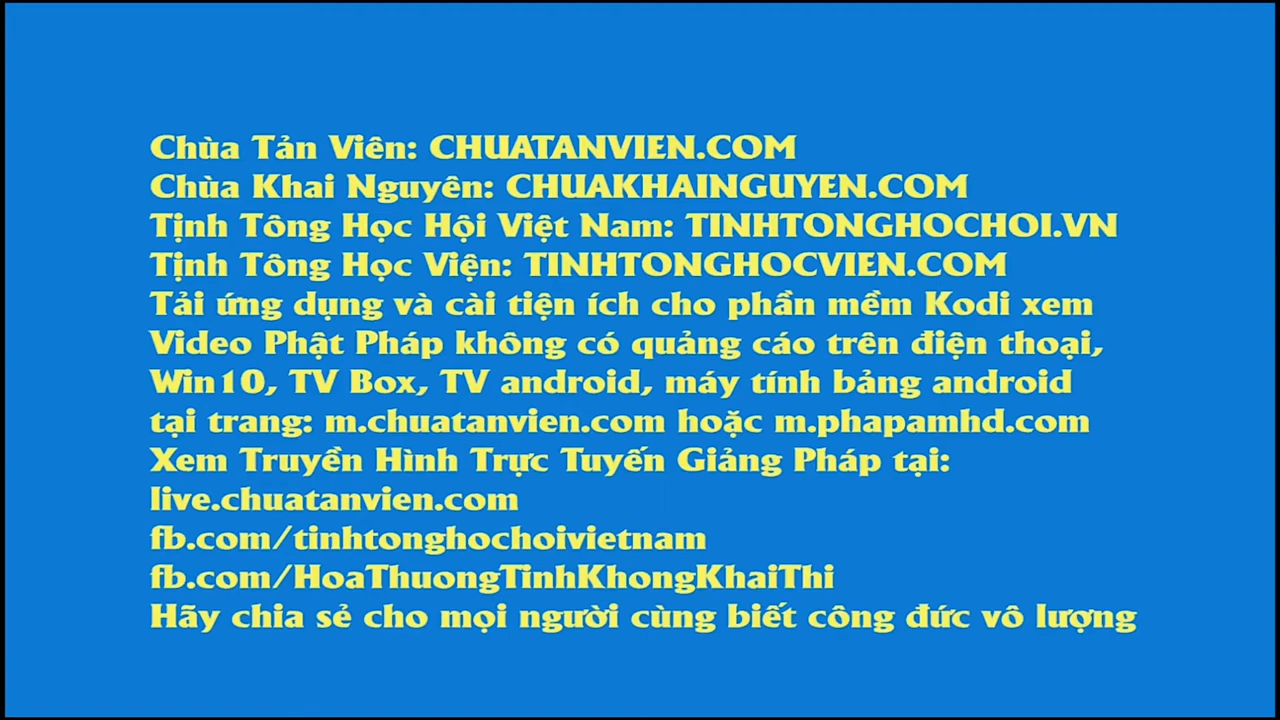 Chùa Tản Viên: CHUATANVIEN.COM
Chùa Khai Nguyên: CHUAKHAINGUYEN.COM
Tịnh Tông Học Hội Việt Nam: TINHTONGHOCHOI.VN
Tịnh Tông Học Viện: TINHTONGHOCVIEN.COM
Tải ứng dụng và cài tiện ích cho phần mềm Kodi xem
Video Phật Pháp không có quảng cáo trên điện thoại,
Win10, TV Box, TV android, máy tính bảng android
tại trang: m.chuatanvien.com hoặc m.phapamhd.com
Xem Truyền Hình Trực Tuyến Giảng Pháp tại:
live.chuatanvien.com
fb.com/tinhtonghochoivietnam
fb.com/HoaThuongTinhKhongKhaiThi
Hãy chia sẻ cho mọi người cùng biết công đức vô lượng